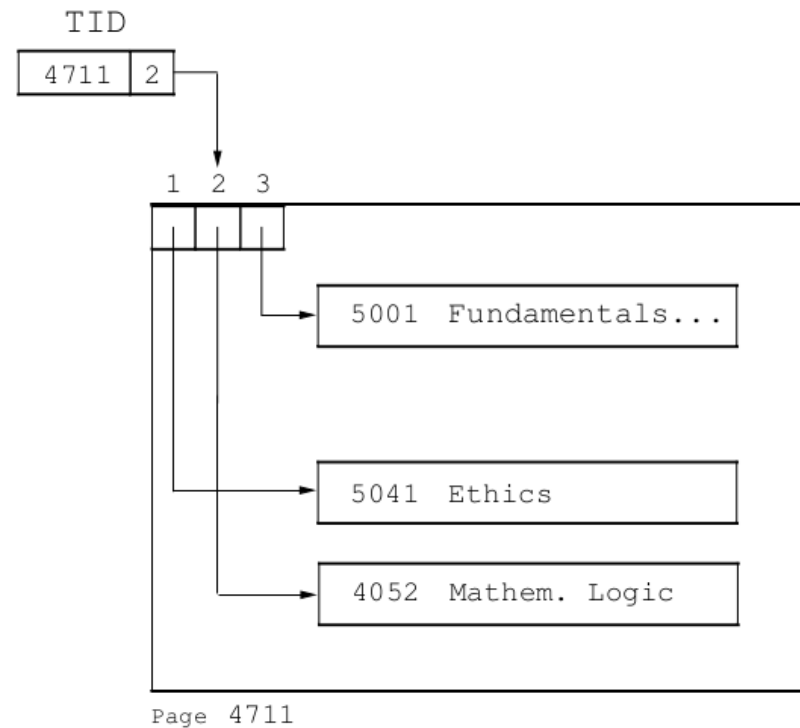 TID
4711 2
1 2 3
5001 Fundamentals...
5041 Ethics
4052 Mathem. Logic
Page 4711